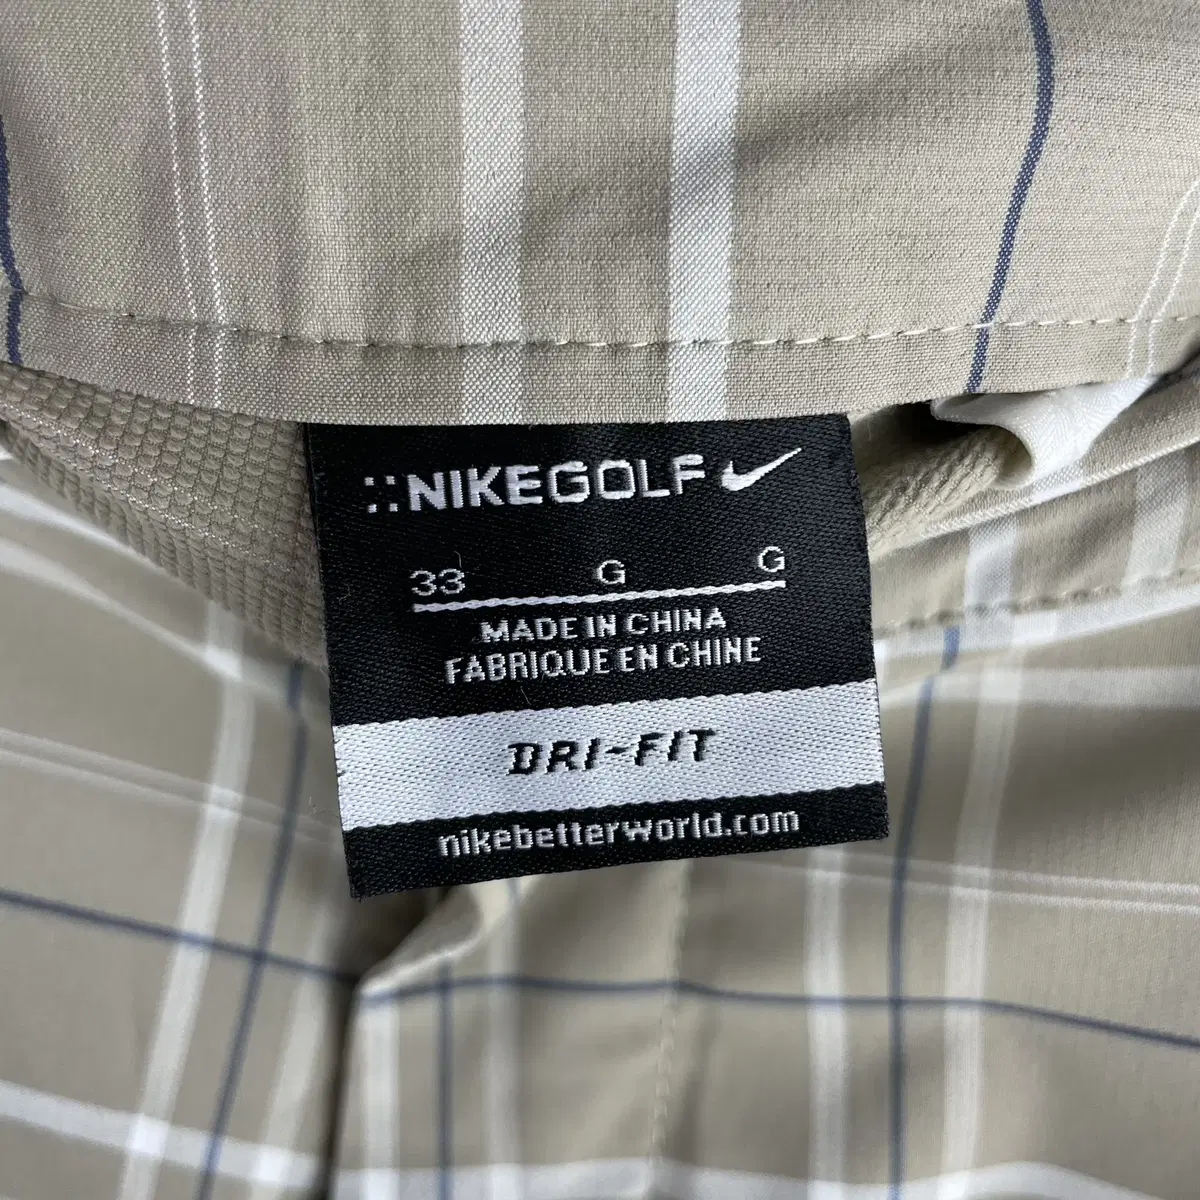 NIKEGOLF
33 G G
MADE IN CHINA
FABRIQUE EN CHINE
DRI-FIT
nikebetterworld.com